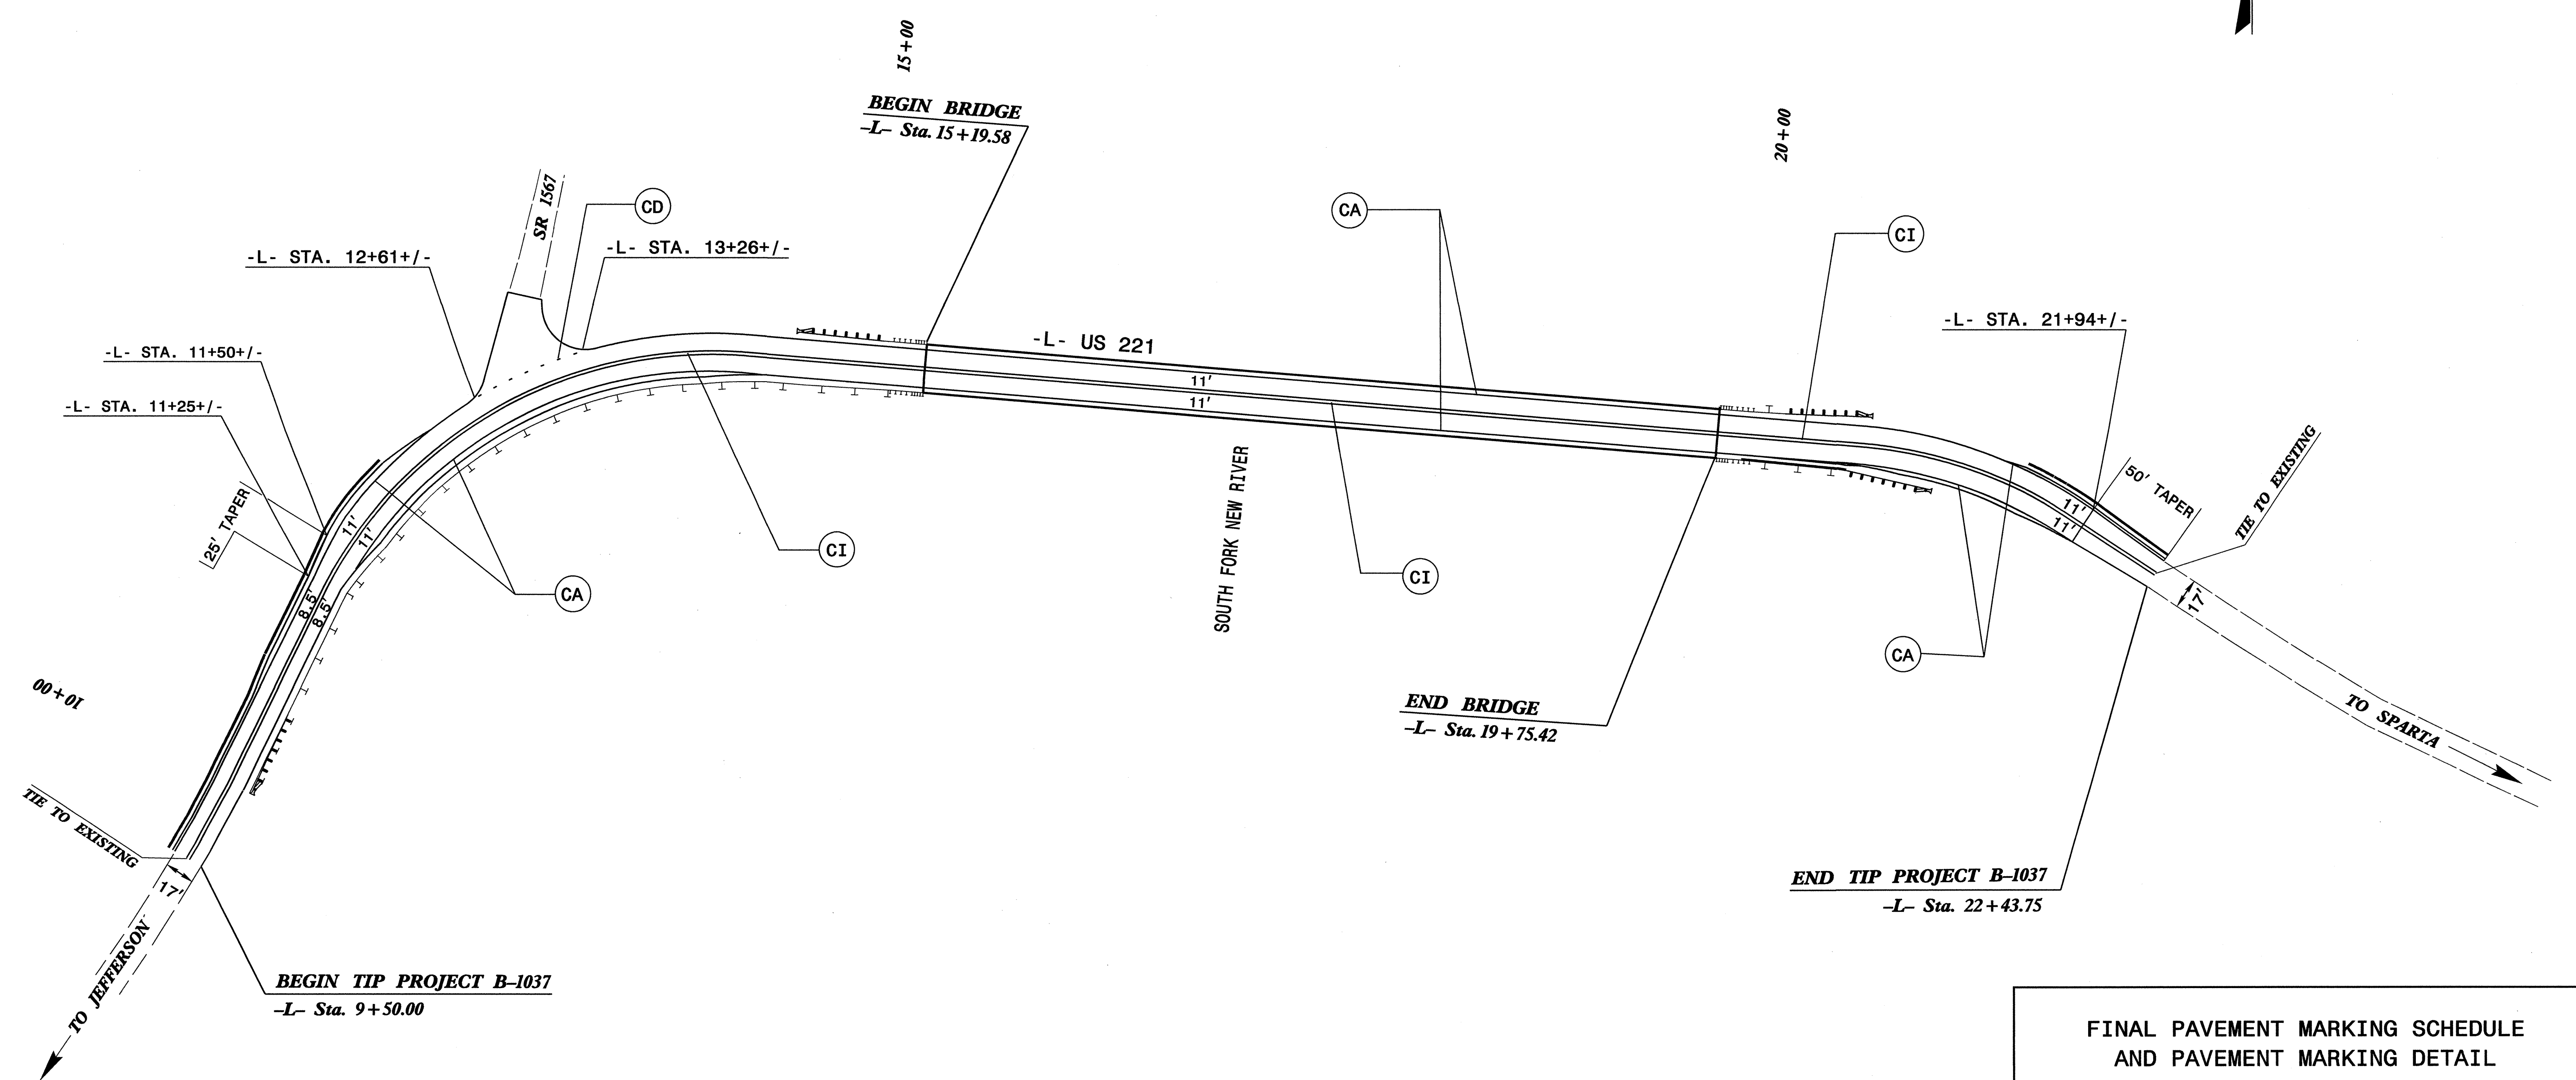 15+00
BEGIN BRIDGE
-L- Sta. 15+19.58
20+00
SR 1567
CD
-L- STA. 13+26+/-
-L- STA. 12+61+/-
CA
CI
-L- STA. 21+94+/-
-L- STA. 11+50+/-
-L- US 221
11'
11'
-L- STA. 11+25+/-
25' TAPER
11'
11'
SOUTH FORK NEW RIVER
11'
11'
50' TAPER
TIE TO EXISTING
CI
CI
CA
8.5'
8.5'
17'
CA
10+00
END BRIDGE
-L- Sta. 19+75.42
TO SPARTA
TIE TO EXISTING
17'
END TIP PROJECT B-1037
-L- Sta. 22+43.75
TO JEFFERSON
BEGIN TIP PROJECT B-1037
-L- Sta. 9+50.00
FINAL PAVEMENT MARKING SCHEDULE
AND PAVEMENT MARKING DETAIL